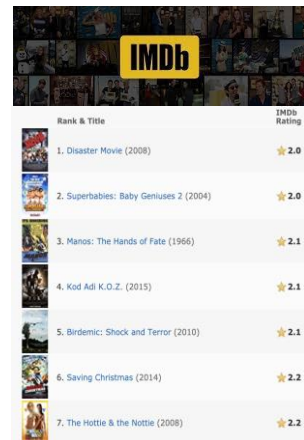 IMDb
Rank & Title IMDb Rating
1. Disaster Movie (2008) 2.0
2. Superbabies: Baby Geniuses 2 (2004) 2.0
3. Manos: The Hands of Fate (1966) 2.1
4. Kod Adi K.O.Z. (2015) 2.1
5. Birdemic: Shock and Terror (2010) 2.1
6. Saving Christmas (2014) 2.2
7. The Hottie & the Nottie (2008) 2.2